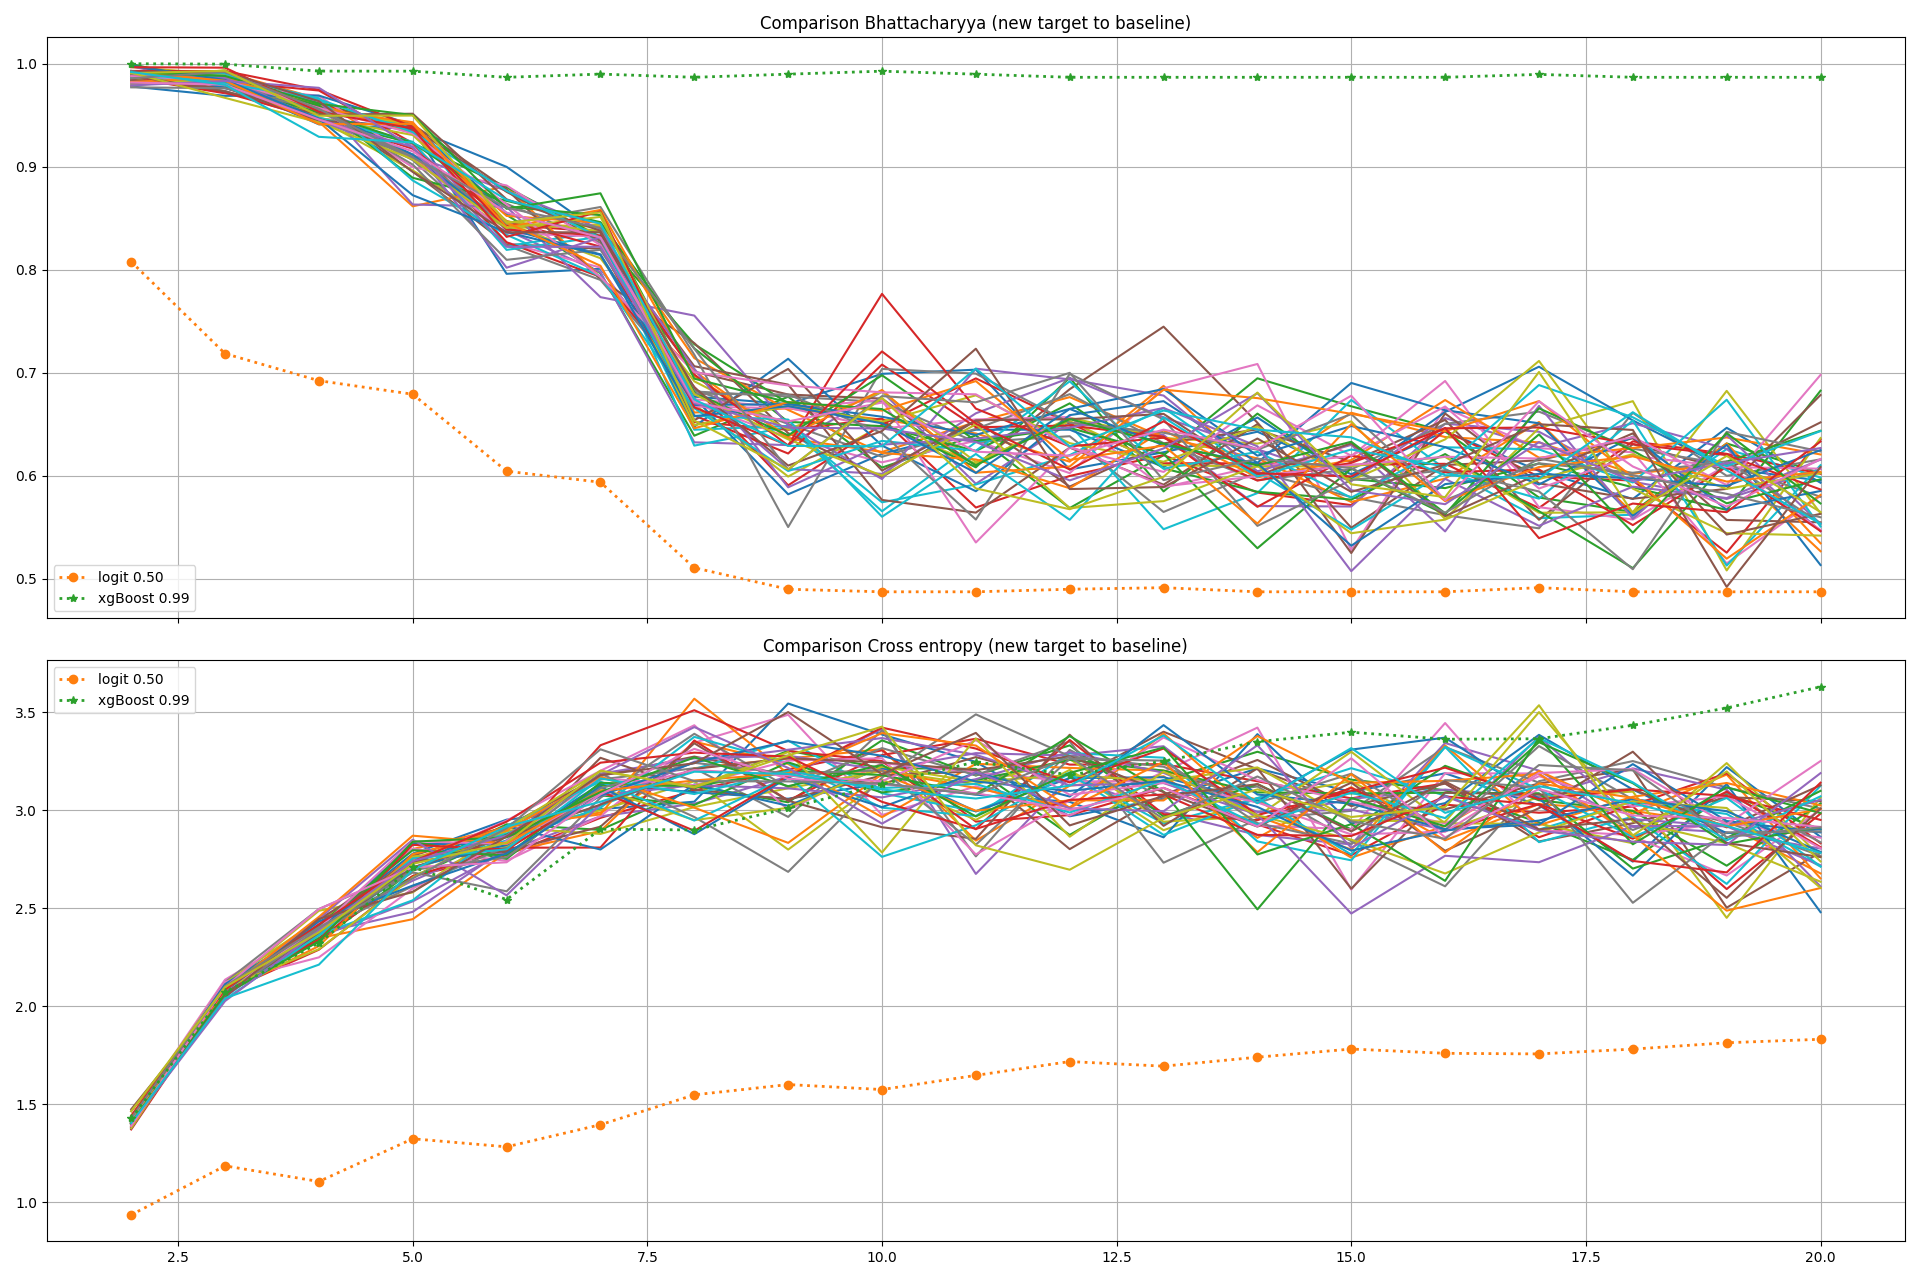 Comparison Bhattacharyya (new target to baseline)
1.0
0.9
0.8
0.7
0.6
0.5
logit 0.50
xgBoost 0.99
Comparison Cross entropy (new target to baseline)
logit 0.50
xgBoost 0.99
3.5
3.0
2.5
2.0
1.5
1.0
2.5 5.0 7.5 10.0 12.5 15.0 17.5 20.0